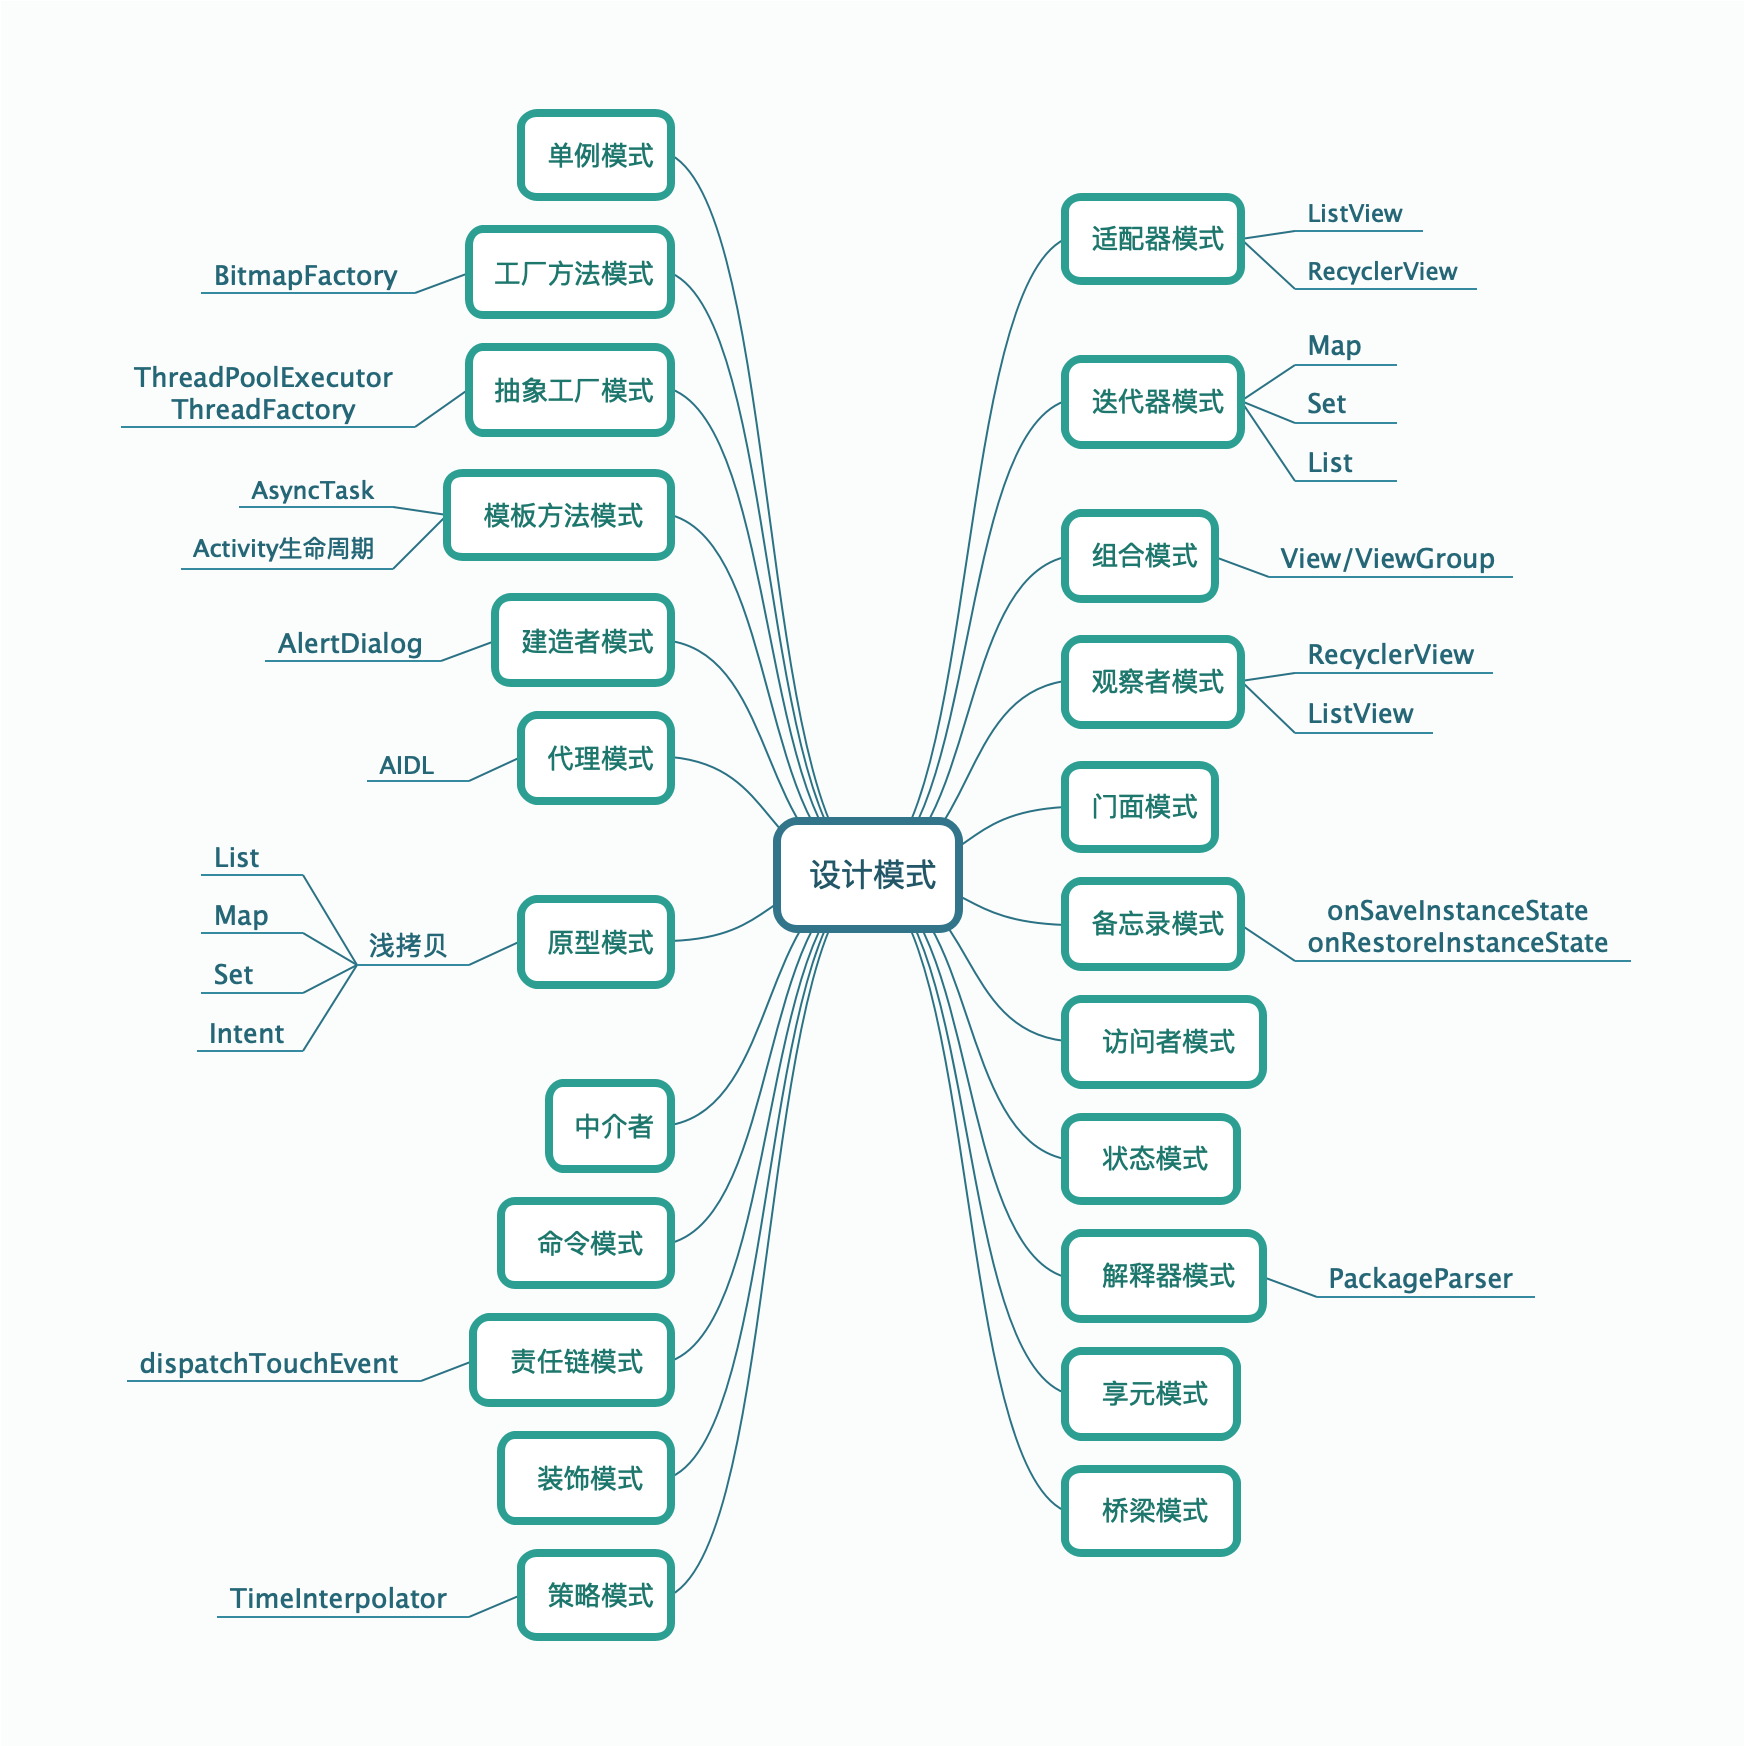 设计模式
单例模式
工厂方法模式
BitmapFactory
抽象工厂模式
ThreadPoolExecutor
ThreadFactory
模板方法模式
AsyncTask
Activity生命周期
建造者模式
AlertDialog
代理模式
AIDL
原型模式
浅拷贝
List
Map
Set
Intent
中介者
命令模式
责任链模式
dispatchTouchEvent
装饰模式
策略模式
TimeInterpolator
适配器模式
ListView
RecyclerView
迭代器模式
Map
Set
List
组合模式
View/ViewGroup
观察者模式
RecyclerView
ListView
门面模式
备忘录模式
onSaveInstanceState
onRestoreInstanceState
访问者模式
状态模式
解释器模式
PackageParser
享元模式
桥梁模式